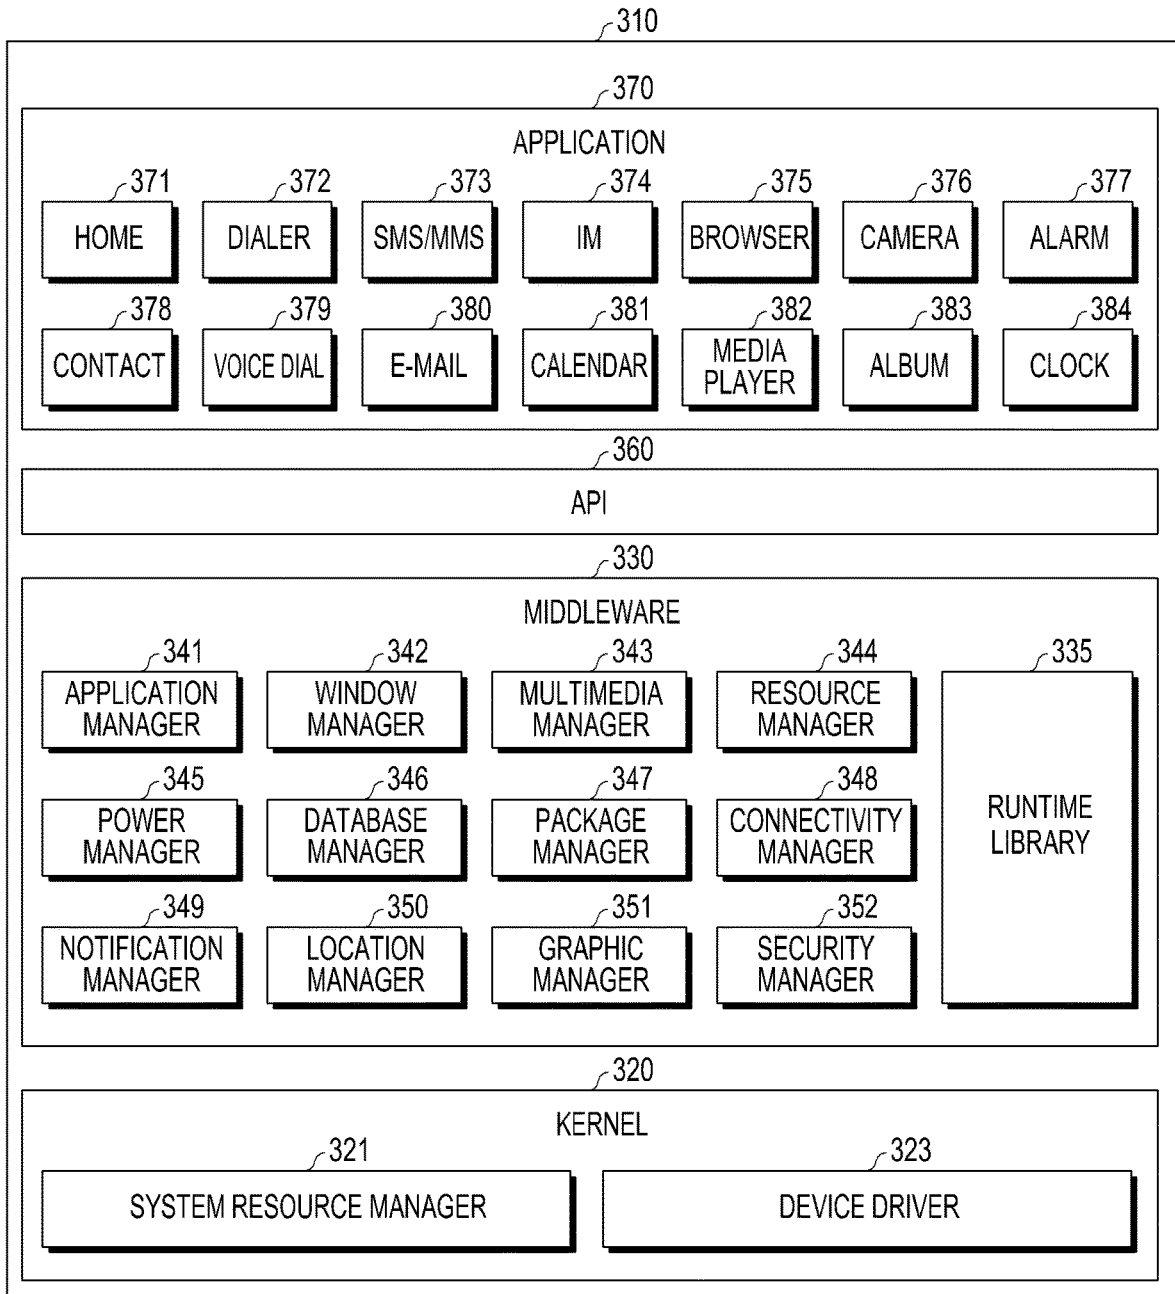 310
370
APPLICATION
371 372 373 374 375 376 377
HOME DIALER SMS/MMS IM BROWSER CAMERA ALARM
378 379 380 381 382 383 384
CONTACT VOICE DIAL E-MAIL CALENDAR MEDIA PLAYER ALBUM CLOCK
360
API
330
MIDDLEWARE
341 342 343 344 335
APPLICATION MANAGER WINDOW MANAGER MULTIMEDIA MANAGER RESOURCE MANAGER
345 346 347 348
POWER MANAGER DATABASE MANAGER PACKAGE MANAGER CONNECTIVITY MANAGER RUNTIME LIBRARY
349 350 351 352
NOTIFICATION MANAGER LOCATION MANAGER GRAPHIC MANAGER SECURITY MANAGER
320
KERNEL
321 323
SYSTEM RESOURCE MANAGER DEVICE DRIVER